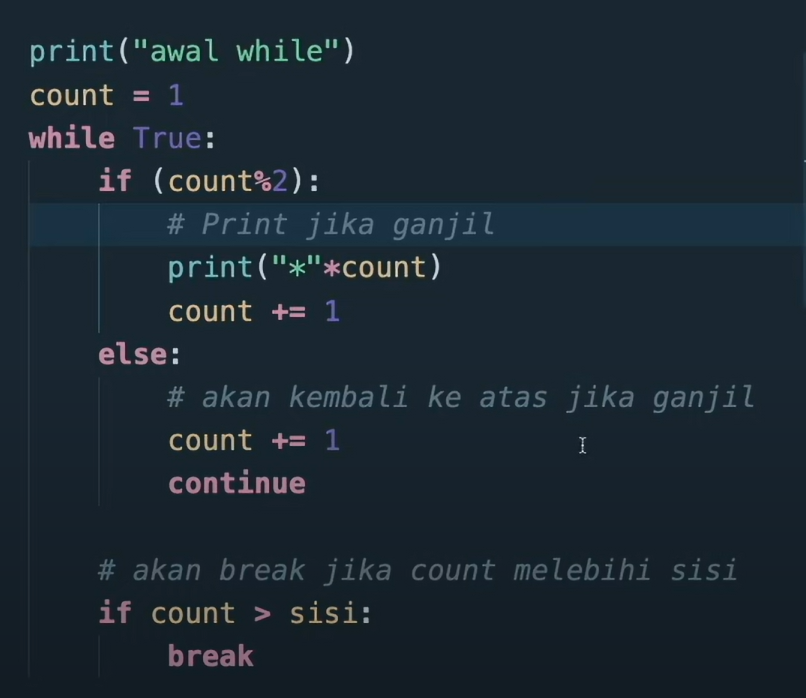 print("awal while")
count = 1
while True:
    if (count%2):
        # Print jika ganjil
        print("*"*count)
        count += 1
    else:
        # akan kembali ke atas jika ganjil
        count += 1
        continue

    # akan break jika count melebihi sisi
    if count > sisi:
        break